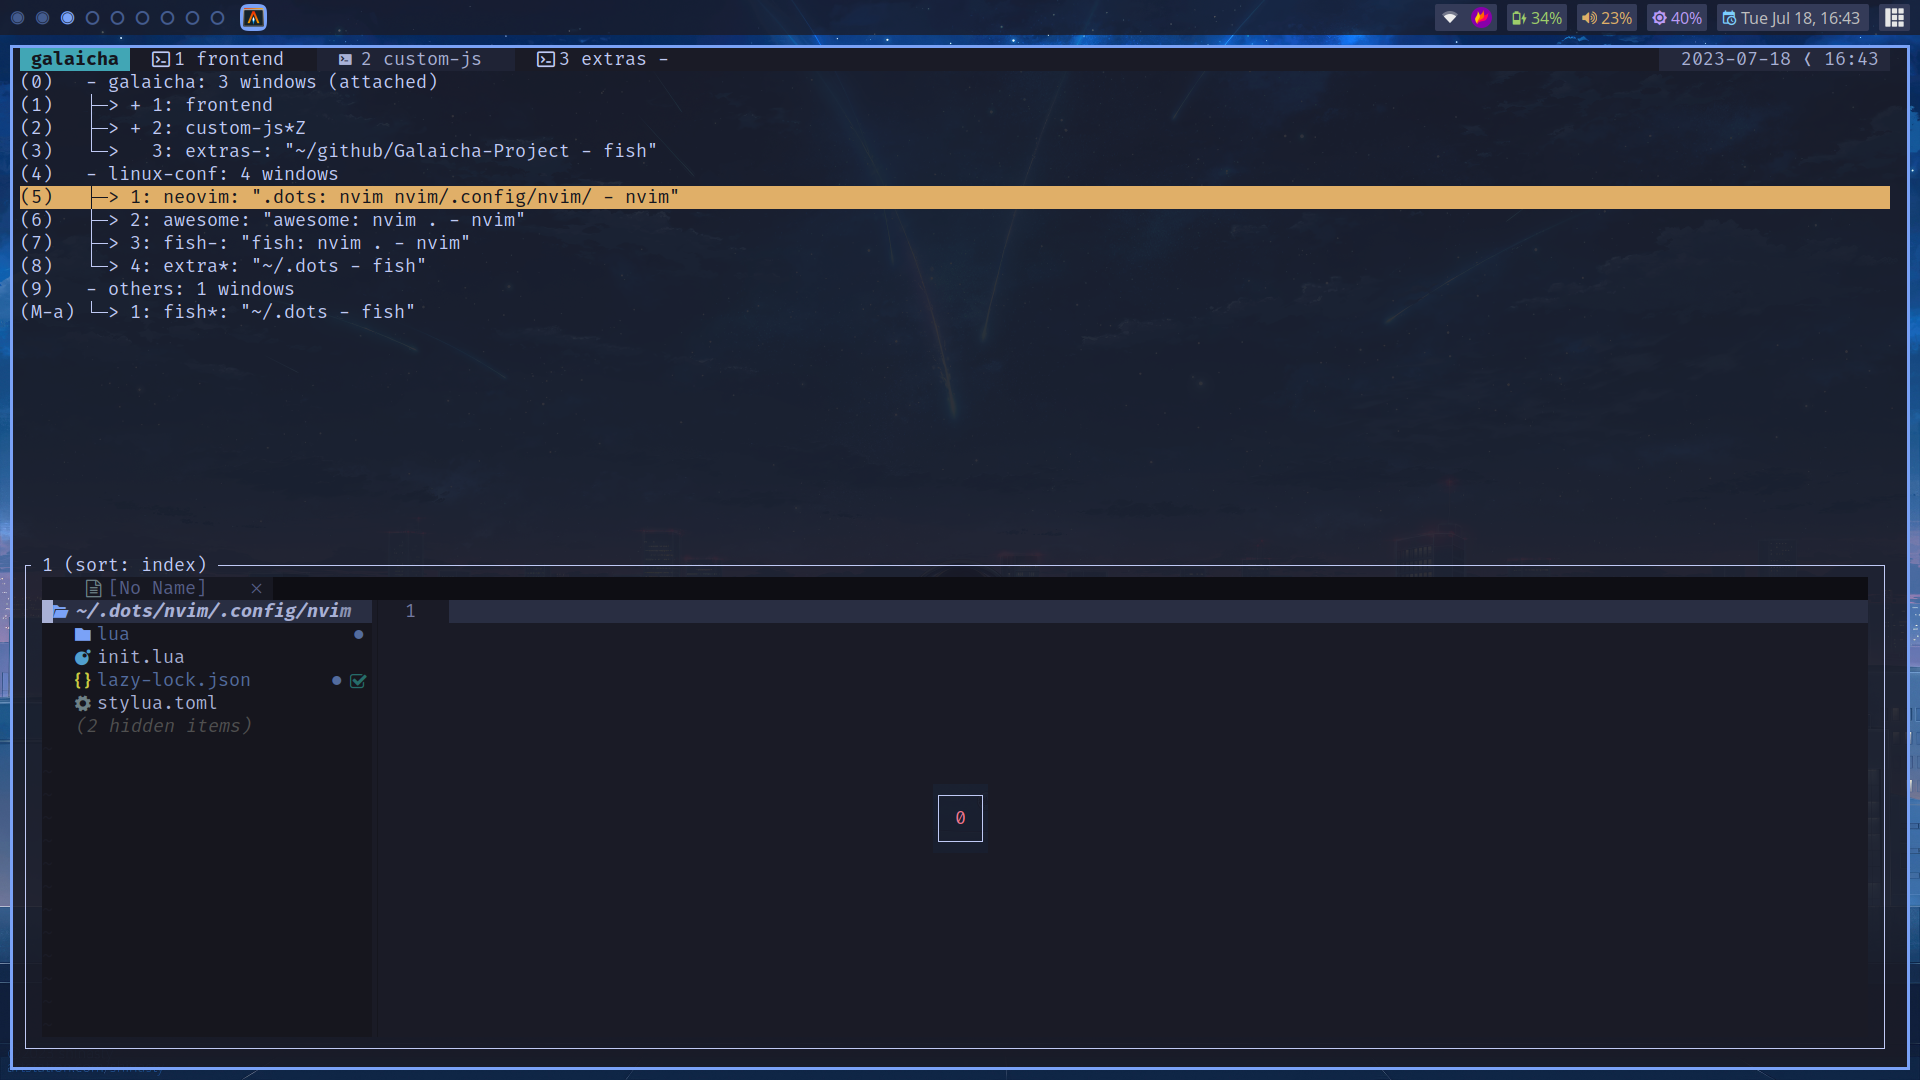 34% 23% 40% Tue Jul 18, 16:43
galaicha 1 frontend 2 custom-js 3 extras - 2023-07-18 ⟨ 16:43
(0) - galaicha: 3 windows (attached)
(1) ├─> + 1: frontend
(2) ├─> + 2: custom-js*Z
(3) └─> 3: extras-: "~/github/Galaicha-Project - fish"
(4) - linux-conf: 4 windows
(5) ├─> 1: neovim: ".dots: nvim nvim/.config/nvim/ - nvim"
(6) ├─> 2: awesome: "awesome: nvim . - nvim"
(7) ├─> 3: fish-: "fish: nvim . - nvim"
(8) └─> 4: extra*: "~/.dots - fish"
(9) - others: 1 windows
(M-a) └─> 1: fish*: "~/.dots - fish"
1 (sort: index)
[No Name] ×
~/.dots/nvim/.config/nvim 1
lua
init.lua
{} lazy-lock.json
stylua.toml
(2 hidden items)
0